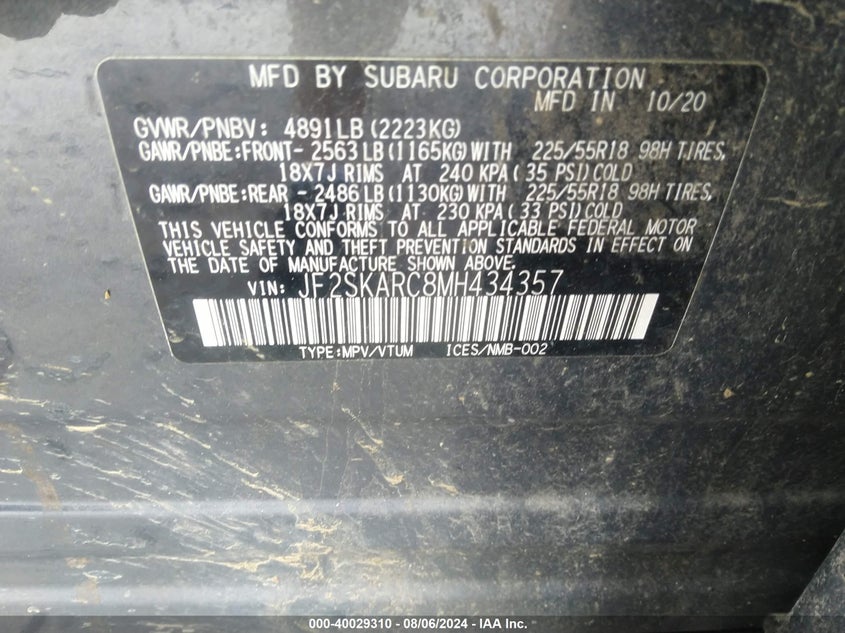 MFD BY SUBARU CORPORATION
MFD IN 10/20
GVWR/PNBV: 4891LB(2223KG)
GAWR/PNBE:FRONT- 2563LB(1165KG)WITH 225/55R18 98H TIRES,
18X7J RIMS AT 240 KPA( 35 PSI)COLD
GAWR/PNBE:REAR - 2486LB(1130KG)WITH 225/55R18 98H TIRES,
18X7J RIMS AT 230 KPA( 33 PSI)COLD
THIS VEHICLE CONFORMS TO ALL APPLICABLE FEDERAL MOTOR
VEHICLE SAFETY AND THEFT PREVENTION STANDARDS IN EFFECT ON
THE DATE OF MANUFACTURE SHOWN ABOVE.
VIN: JF2SKARC8MH434357
TYPE:MPV/VTUM ICES/NMB-002
000-40029310 - 08/06/2024 - IAA Inc.